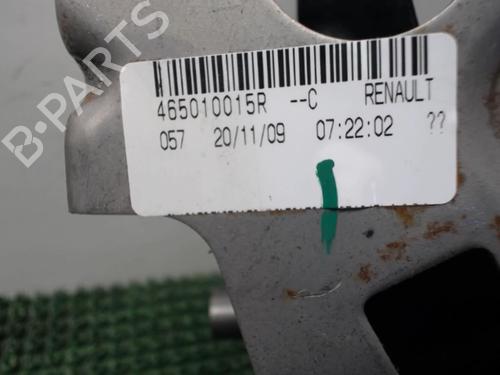 B-PARTS
465010015R --C RENAULT
057 20/11/09 07:22:02 ??